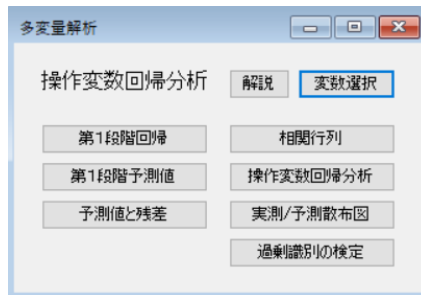 多変量解析
操作変数回帰分析 解説 変数選択
第1段階回帰 相関行列
第1段階予測値 操作変数回帰分析
予測値と残差 実測/予測散布図
過剰識別の検定